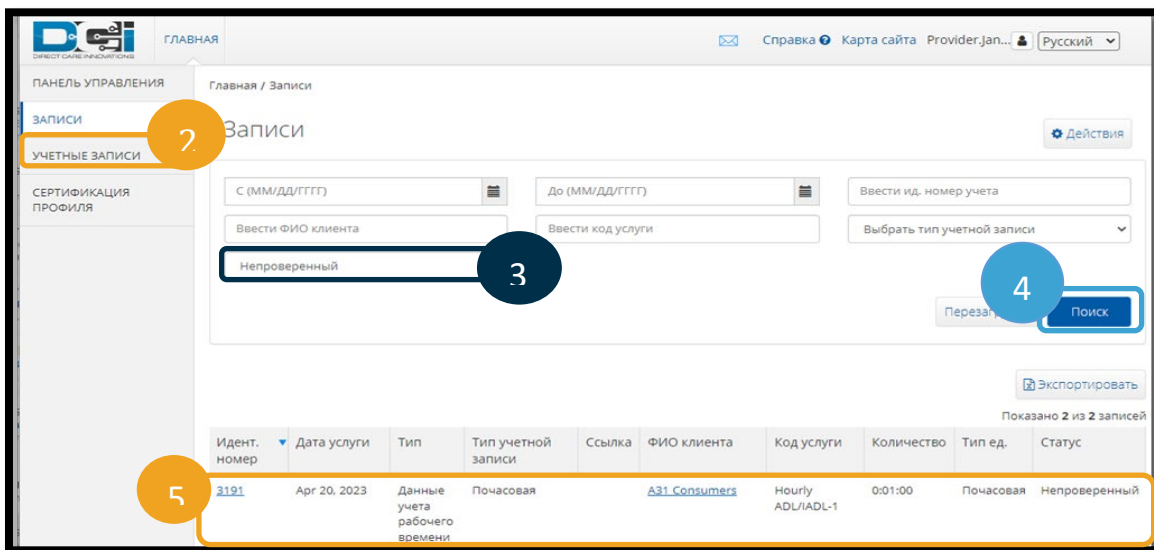 DCi
DIRECT CARE INNOVATIONS
ГЛАВНАЯ
Справка Карта сайта Provider.Jan... Русский
ПАНЕЛЬ УПРАВЛЕНИЯ
ЗАПИСИ
УЧЕТНЫЕ ЗАПИСИ
СЕРТИФИКАЦИЯ
ПРОФИЛЯ
2
Главная / Записи
Записи
Действия
С (ММ/ДД/ГГГГ)
До (ММ/ДД/ГГГГ)
Ввести ид. номер учета
Ввести ФИО клиента
Ввести код услуги
Выбрать тип учетной записи
Непроверенный
3
4
Поиск
Экспортировать
Показано 2 из 2 записей
Идент. номер Дата услуги Тип Тип учетной записи Ссылка ФИО клиента Код услуги Количество Тип ед. Статус
5
3191 Apr 20, 2023 Данные учета рабочего времени Почасовая A31 Consumers Hourly ADL/IADL-1 0:01:00 Почасовая Непроверенный